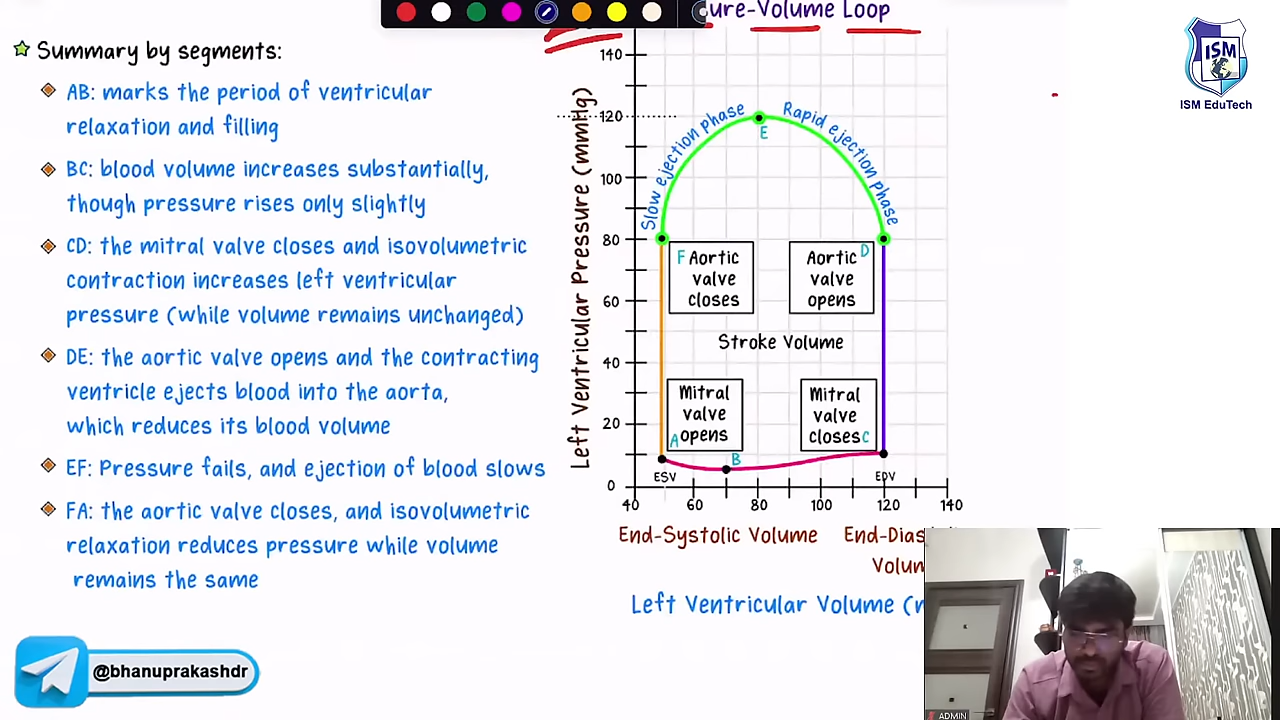 ure-Volume Loop
Summary by segments:
AB: marks the period of ventricular
relaxation and filling
BC: blood volume increases substantially,
though pressure rises only slightly
CD: the mitral valve closes and isovolumetric
contraction increases left ventricular
pressure (while volume remains unchanged)
DE: the aortic valve opens and the contracting
ventricle ejects blood into the aorta,
which reduces its blood volume
EF: Pressure fails, and ejection of blood slows
FA: the aortic valve closes, and isovolumetric
relaxation reduces pressure while volume
remains the same
@bhanuprakashdr
Left Ventricular Pressure (mmHg)
140
120
100
80
60
40
20
0
Slow ejection phase
Rapid ejection phase
E
F Aortic
valve
closes
Aortic D
valve
opens
Stroke Volume
Mitral
valve
A opens
Mitral
valve
closes C
B
ESV
EDV
40 60 80 100 120 140
End-Systolic Volume
End-Dias
Volum
Left Ventricular Volume (
ISM
ISM EduTech
ADMIN